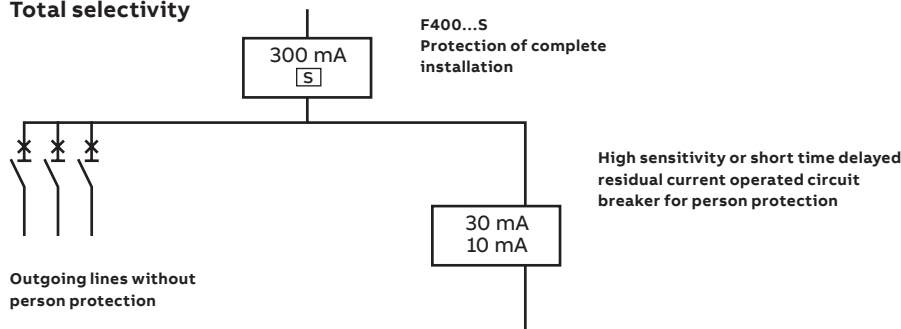 Total selectivity
F400...S
Protection of complete
installation
300 mA
S
High sensitivity or short time delayed
residual current operated circuit
breaker for person protection
30 mA
10 mA
Outgoing lines without
person protection